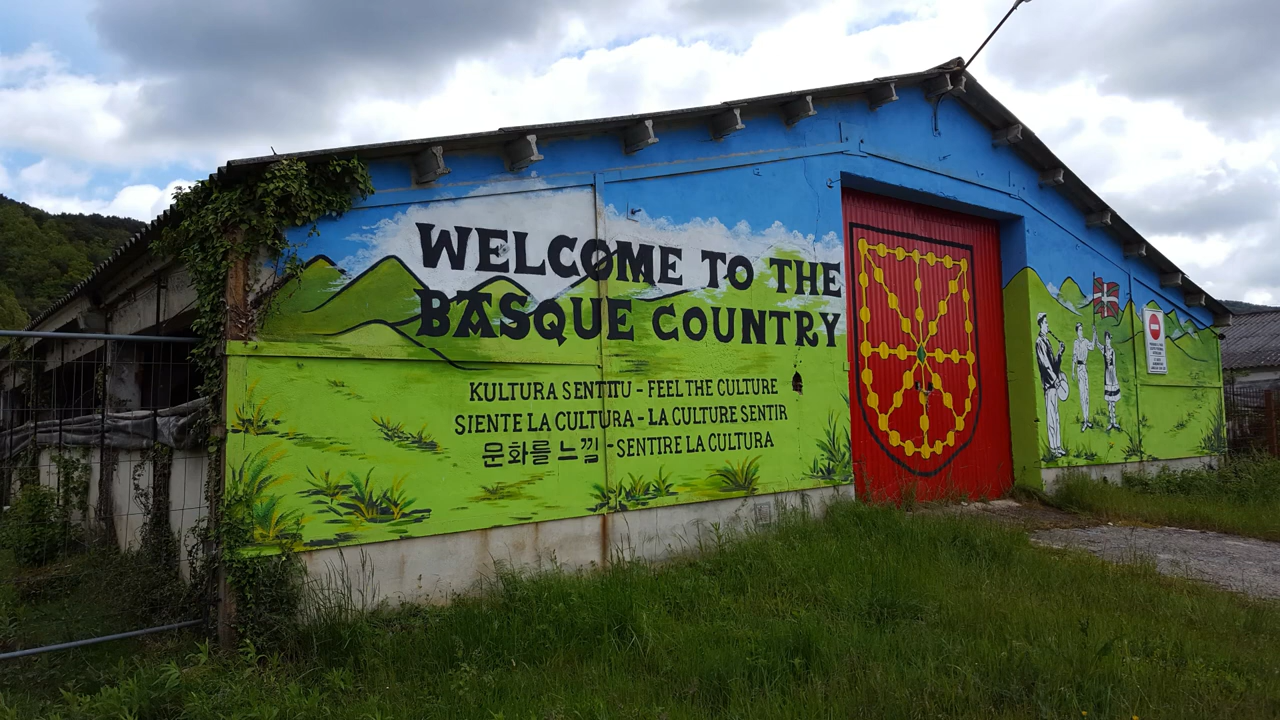 WELCOME TO THE
BASQUE COUNTRY
KULTURA SENTITU - FEEL THE CULTURE
SIENTE LA CULTURA - LA CULTURE SENTIR
문화를 느낌 - SENTIRE LA CULTURA